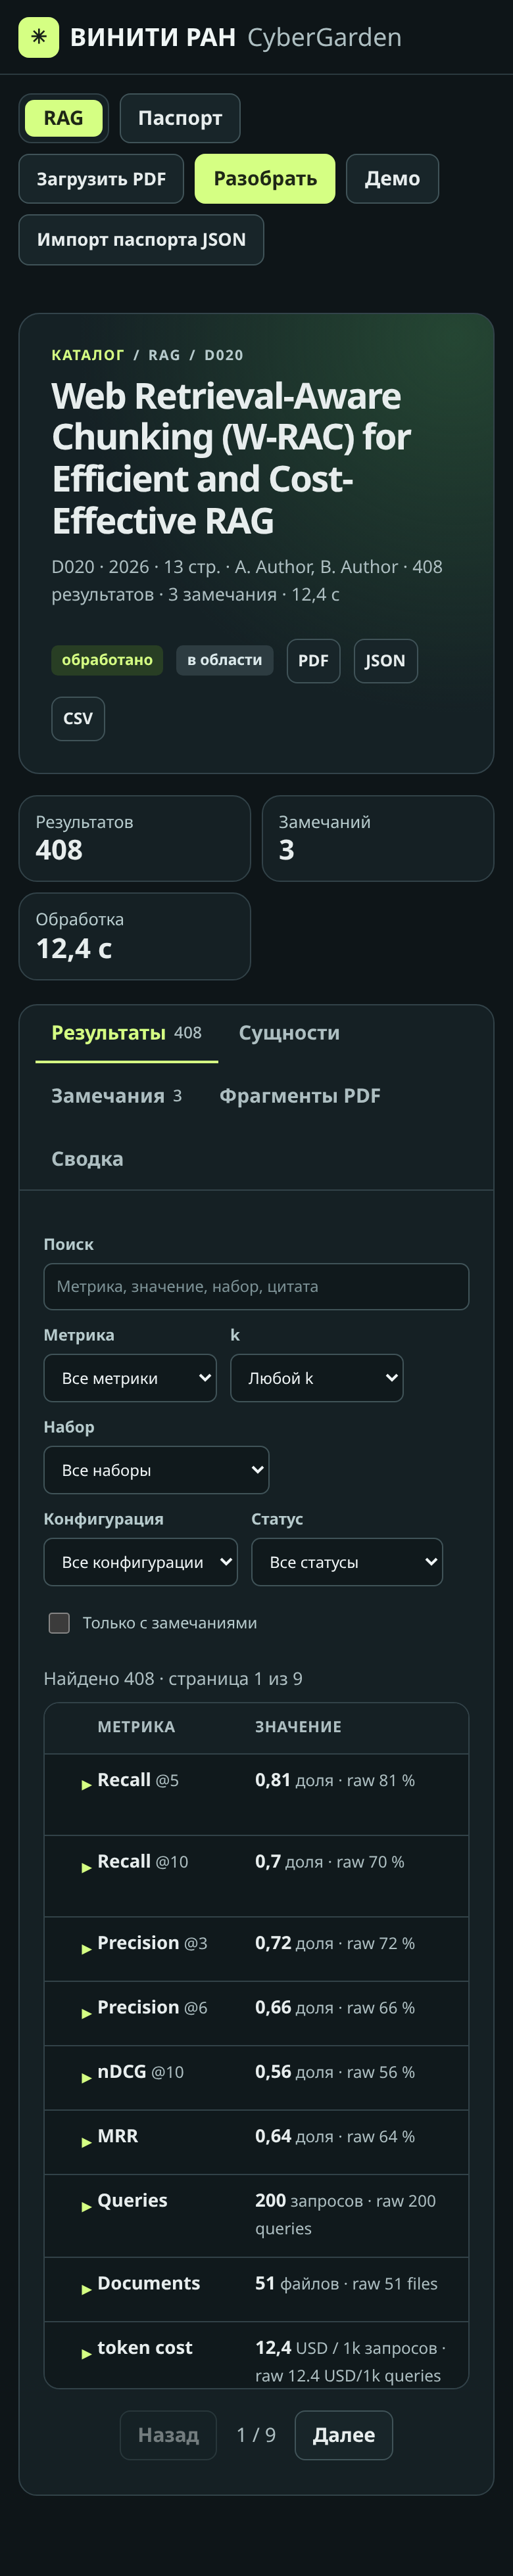 ВИНИТИ РАН CyberGarden
RAG Паспорт
Загрузить PDF Разобрать Демо
Импорт паспорта JSON
КАТАЛОГ / RAG / D020
Web Retrieval-Aware
Chunking (W-RAC) for
Efficient and Cost-
Effective RAG
D020 · 2026 · 13 стр. · A. Author, B. Author · 408
результатов · 3 замечания · 12,4 с
обработано в области PDF JSON
CSV
Результатов
408
Замечаний
3
Обработка
12,4 с
Результаты 408 Сущности
Замечания 3 Фрагменты PDF
Сводка
Поиск
Метрика, значение, набор, цитата
Метрика k
Все метрики Любой k
Набор
Все наборы
Конфигурация Статус
Все конфигурации Все статусы
Только с замечаниями
Найдено 408 · страница 1 из 9
МЕТРИКА ЗНАЧЕНИЕ
Recall @5 0,81 доля · raw 81 %
Recall @10 0,7 доля · raw 70 %
Precision @3 0,72 доля · raw 72 %
Precision @6 0,66 доля · raw 66 %
nDCG @10 0,56 доля · raw 56 %
MRR 0,64 доля · raw 64 %
Queries 200 запросов · raw 200
queries
Documents 51 файлов · raw 51 files
token cost 12,4 USD / 1k запросов ·
raw 12.4 USD/1k queries
Назад 1 / 9 Далее